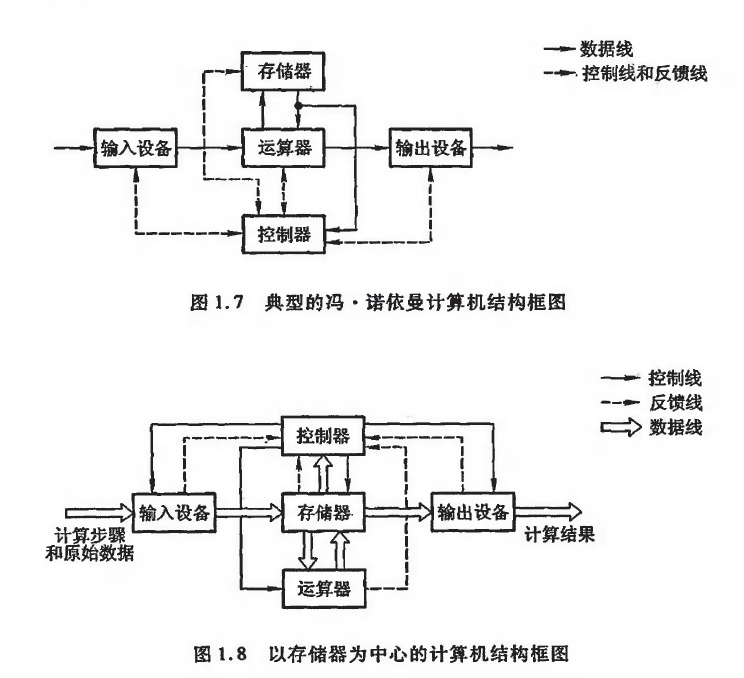 数据线
控制线和反馈线
存储器
输入设备
运算器
输出设备
控制器
图1.7 典型的冯·诺依曼计算机结构框图
控制线
反馈线
数据线
控制器
输入设备
存储器
输出设备
计算步骤
和原始数据
计算结果
运算器
图1.8 以存储器为中心的计算机结构框图